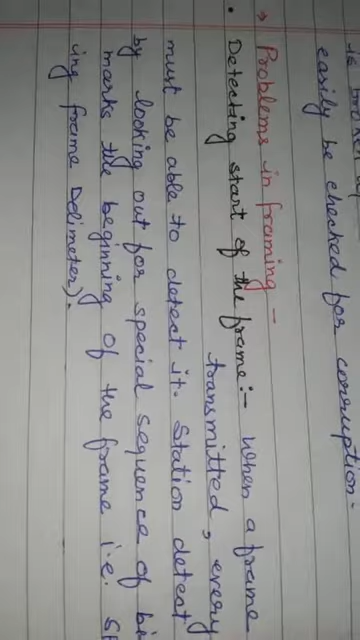 easily be checked for corruption.
→ Problems in framing -
• Detecting start of the frame:- When a frame
transmitted, every
must be able to detect it. Station detect
by looking out for special sequence of
marks the beginning of the frame i.e.
ing frame Delimeter).